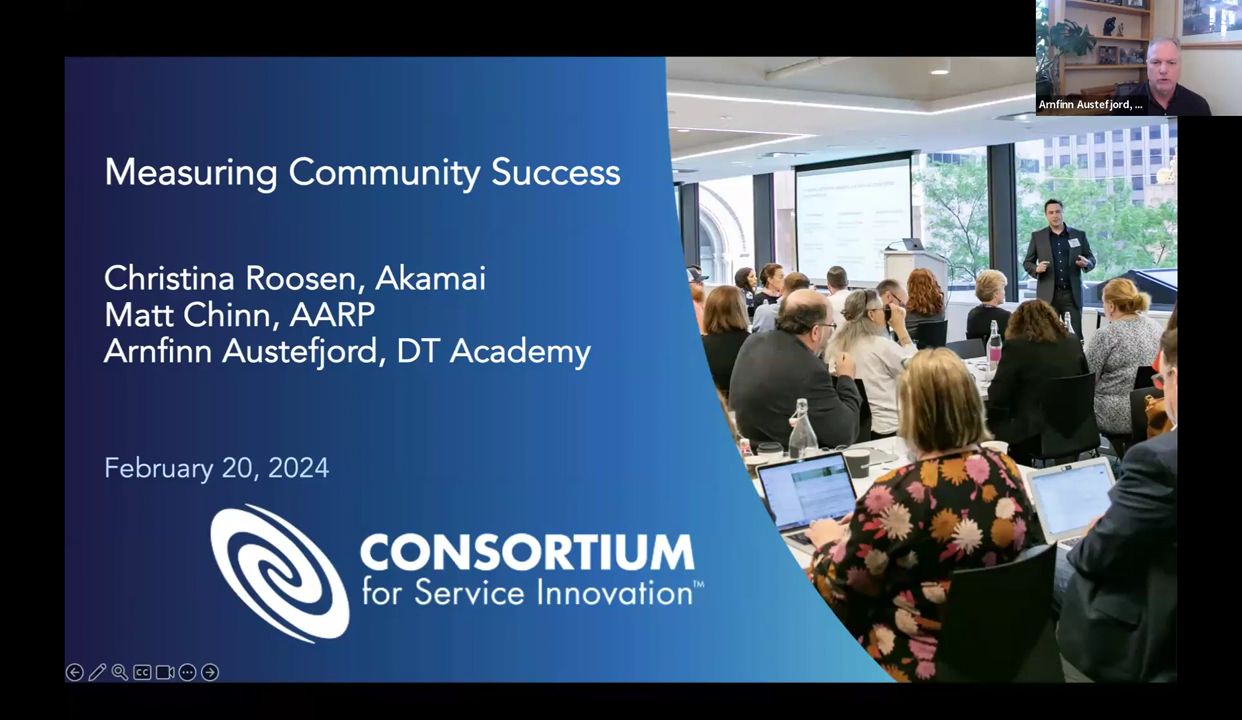 Measuring Community Success
Christina Roosen, Akamai
Matt Chinn, AARP
Arnfinn Austefjord, DT Academy
February 20, 2024
CONSORTIUM
for Service Innovation™
Arnfinn Austefjord, ...
CC